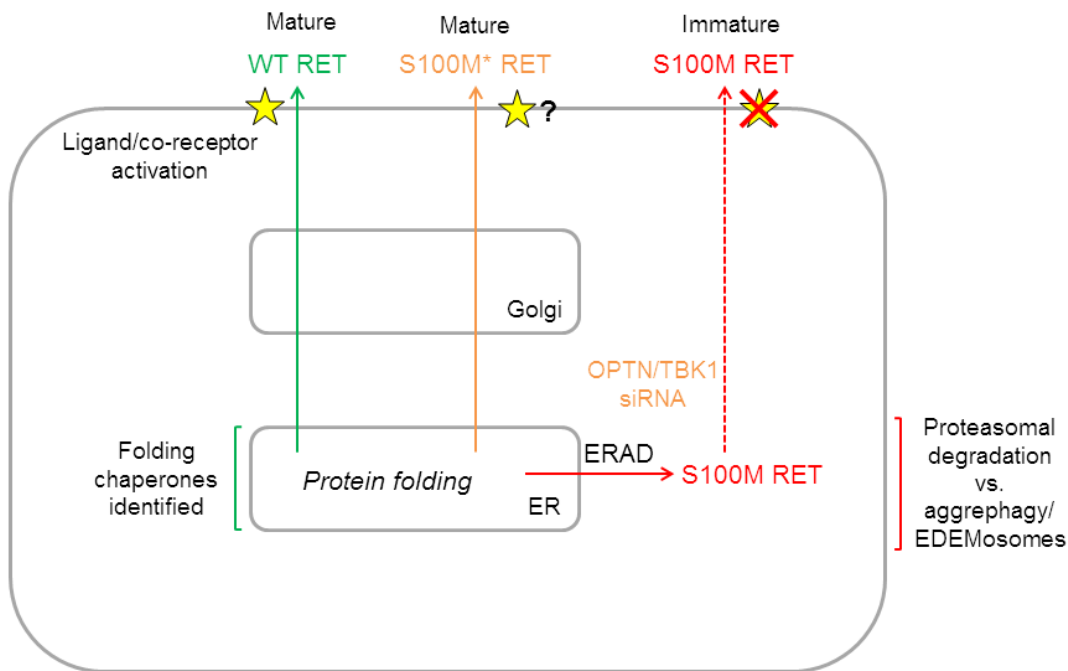 Mature
Mature
Immature
WT RET
S100M* RET
S100M RET
?
Ligand/co-receptor
activation
Golgi
OPTN/TBK1
siRNA
Folding
chaperones
identified
Protein folding
ER
ERAD
S100M RET
Proteasomal
degradation
vs.
aggrephagy/
EDEMosomes